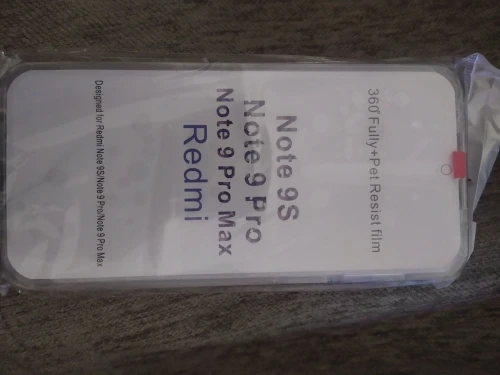 360°Fully+Pet Resist film
Note 9S
Note 9 Pro
Note 9 Pro Max
Redmi
Designed for Redmi Note 9S/Note 9 Pro/Note 9 Pro Max